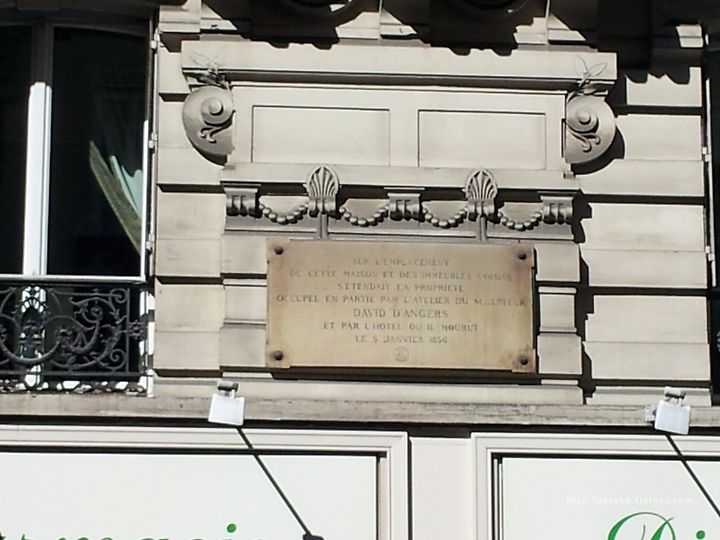 SUR L'EMPLACEMENT
DE CETTE MAISON ET DES IMMEUBLES VOISINS
S'ETENDAIT LA PROPRIETE
OCCUPEE EN PARTIE PAR L'ATELIER DU SCULPTEUR
DAVID D'ANGERS
ET PAR L'HOTEL OU IL MOURUT
LE 5 JANVIER 1856
http://yaraba.tistory.com